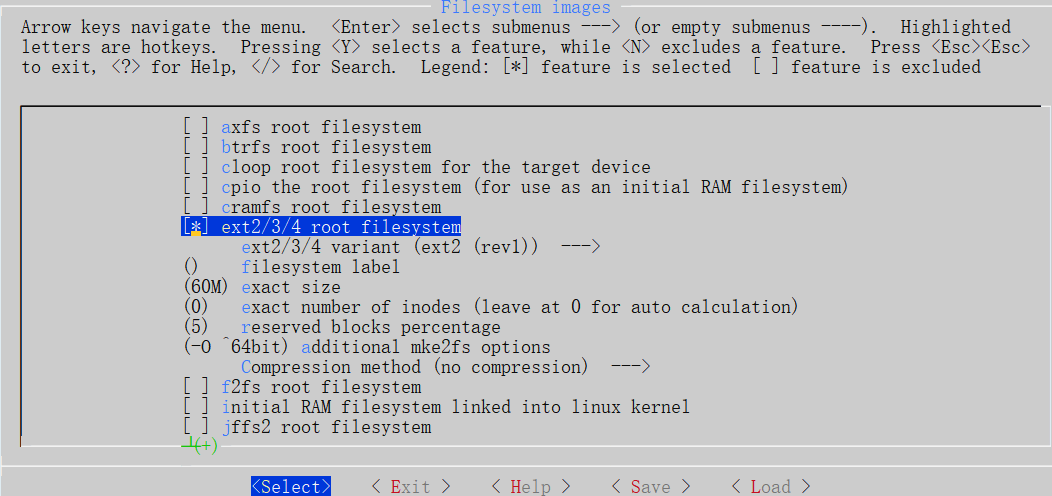 Filesystem images
Arrow keys navigate the menu.  <Enter> selects submenus ---> (or empty submenus ----).  Highlighted
letters are hotkeys.  Pressing <Y> selects a feature, while <N> excludes a feature.  Press <Esc><Esc>
to exit, <?> for Help, </> for Search.  Legend: [*] feature is selected  [ ] feature is excluded
[ ] axfs root filesystem
[ ] btrfs root filesystem
[ ] cloop root filesystem for the target device
[ ] cpio the root filesystem (for use as an initial RAM filesystem)
[ ] cramfs root filesystem
[*] ext2/3/4 root filesystem
ext2/3/4 variant (ext2 (rev1))  --->
()    filesystem label
(60M) exact size
(0)   exact number of inodes (leave at 0 for auto calculation)
(5)   reserved blocks percentage
(-O ^64bit) additional mke2fs options
Compression method (no compression)  --->
[ ] f2fs root filesystem
[ ] initial RAM filesystem linked into linux kernel
[ ] jffs2 root filesystem
(+)
<Select>    < Exit >    < Help >    < Save >    < Load >